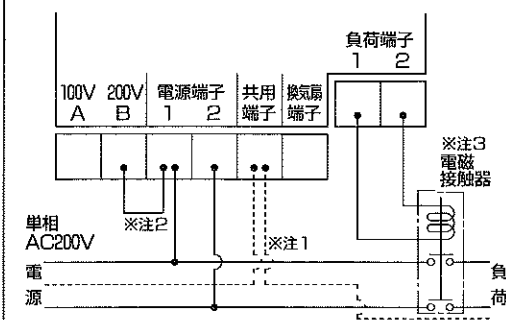 負荷端子
1 2
100V 200V 電源端子 共用 換気扇
A B 1 2 端子 端子
※注3
電磁
接触器
※注2
※注1
単相
AC200V
電
源
負
荷